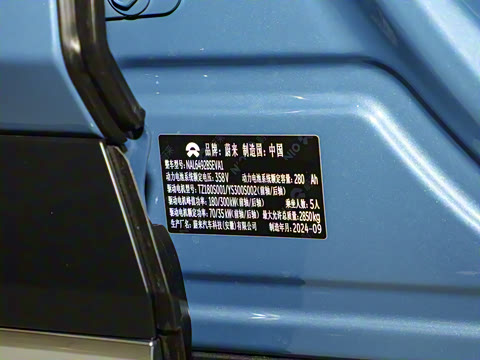 品牌：蔚来 制造国：中国
整车型号：NAL6492BSEVA1
动力电池系统额定电压：358V 动力电池系统额定容量：280 Ah
驱动电机型号：TZ180S001/YS300S002(前轴/后轴)
驱动电机峰值功率：180/300kW(前轴/后轴) 乘坐人数：5人
驱动电机额定功率：70/35kW(前轴/后轴) 最大允许总质量：2850kg
生产厂名：蔚来汽车科技(安徽)有限公司 制造年月：2024-09